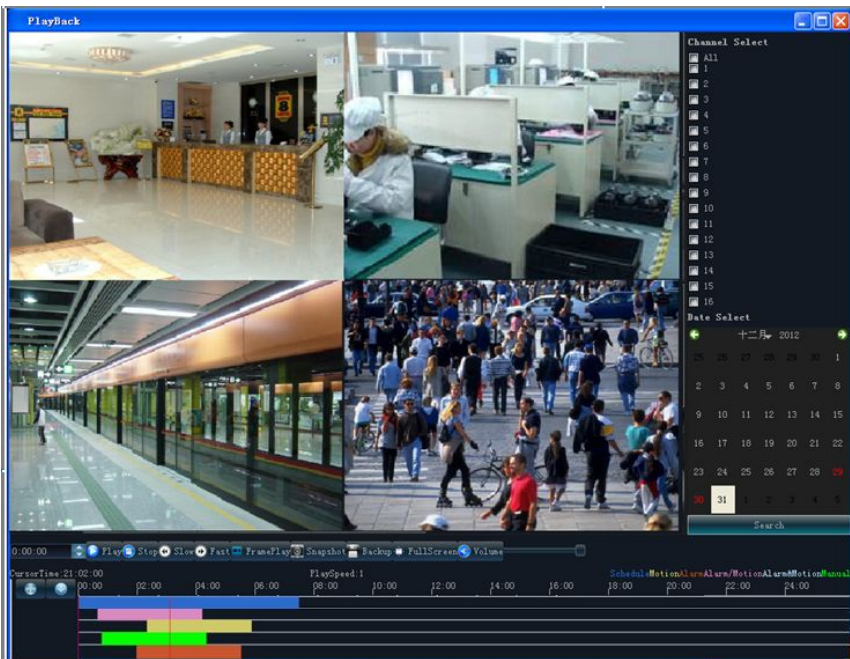 PlayBack
Channel Select
All
1
2
3
4
5
6
7
8
9
10
11
12
13
14
15
16
Date Select
十二月 2012
25 26 27 28 29 30 1
2 3 4 5 6 7 8
9 10 11 12 13 14 15
16 17 18 19 20 21 22
23 24 25 26 27 28 29
30 31 1 2 3 4 5
Search
8
0:00:00 Play Stop Slow Fast FramePlay Snapshot Backup FullScreen Volume
CursorTime:21:02:00 PlaySpeed:1 Schedule Motion Alarm Alarm/Motion Alarm&Motion Manual
00:00 02:00 04:00 06:00 08:00 10:00 12:00 14:00 16:00 18:00 20:00 22:00 24:00